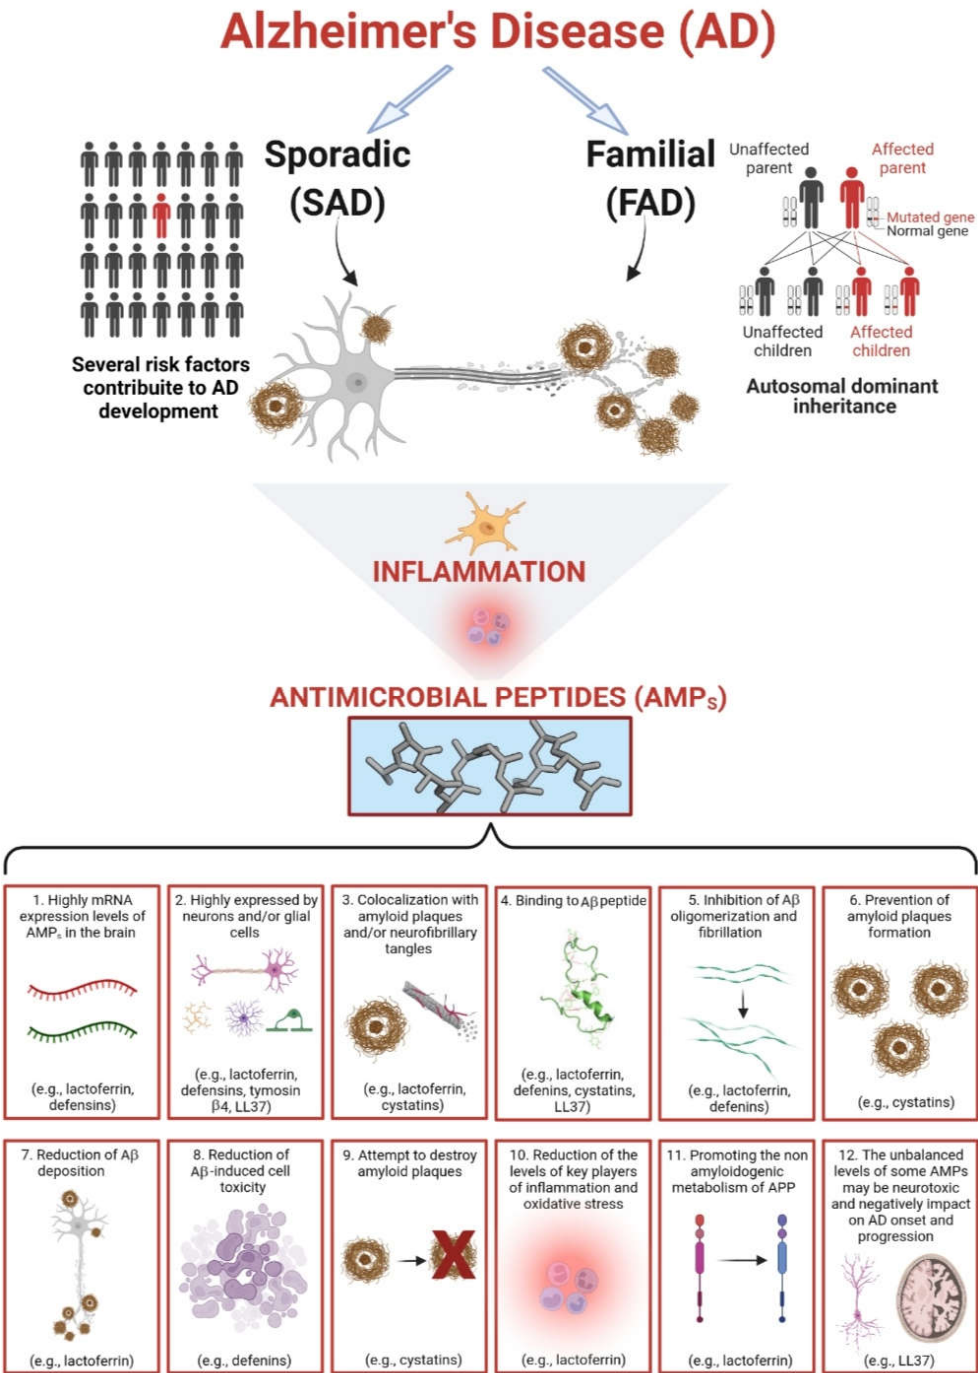 Alzheimer's Disease (AD)
Sporadic
(SAD)
Familial
(FAD)
Unaffected
parent
Affected
parent
Mutated gene
Normal gene
Unaffected
children
Affected
children
Several risk factors
contribuite to AD
development
Autosomal dominant
inheritance
INFLAMMATION
ANTIMICROBIAL PEPTIDES (AMPs)
1. Highly mRNA
expression levels of
AMPs in the brain
(e.g., lactoferrin,
defensins)
2. Highly expressed by
neurons and/or glial
cells
(e.g., lactoferrin,
defensins, tymosin
β4, LL37)
3. Colocalization with
amyloid plaques
and/or neurofibrillary
tangles
(e.g., lactoferrin,
cystatins)
4. Binding to Aβ peptide
(e.g., lactoferrin,
defenins, cystatins,
LL37)
5. Inhibition of Aβ
oligomerization and
fibrillation
(e.g., lactoferrin,
defenins)
6. Prevention of
amyloid plaques
formation
(e.g., cystatins)
7. Reduction of Aβ
deposition
(e.g., lactoferrin)
8. Reduction of
Aβ-induced cell
toxicity
(e.g., defenins)
9. Attempt to destroy
amyloid plaques
X
(e.g., cystatins)
10. Reduction of the
levels of key players
of inflammation and
oxidative stress
(e.g., lactoferrin)
11. Promoting the non
amyloidogenic
metabolism of APP
(e.g., lactoferrin)
12. The unbalanced
levels of some AMPs
may be neurotoxic
and negatively impact
on AD onset and
progression
(e.g., LL37)